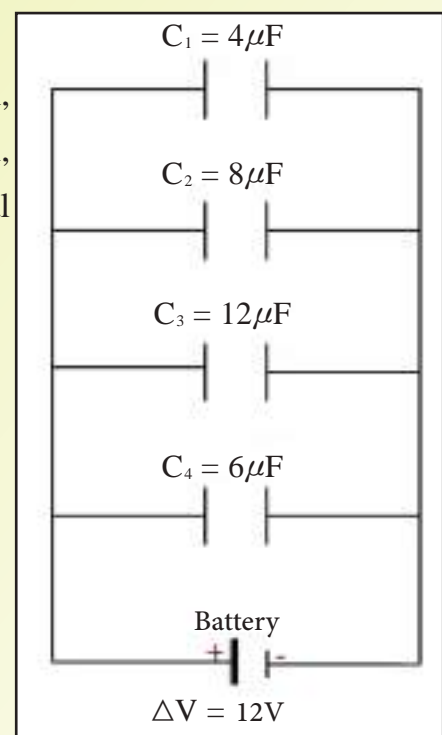 C₁ = 4μF
,
,
l
C₂ = 8μF
C₃ = 12μF
C₄ = 6μF
Battery
+ -
△V = 12V